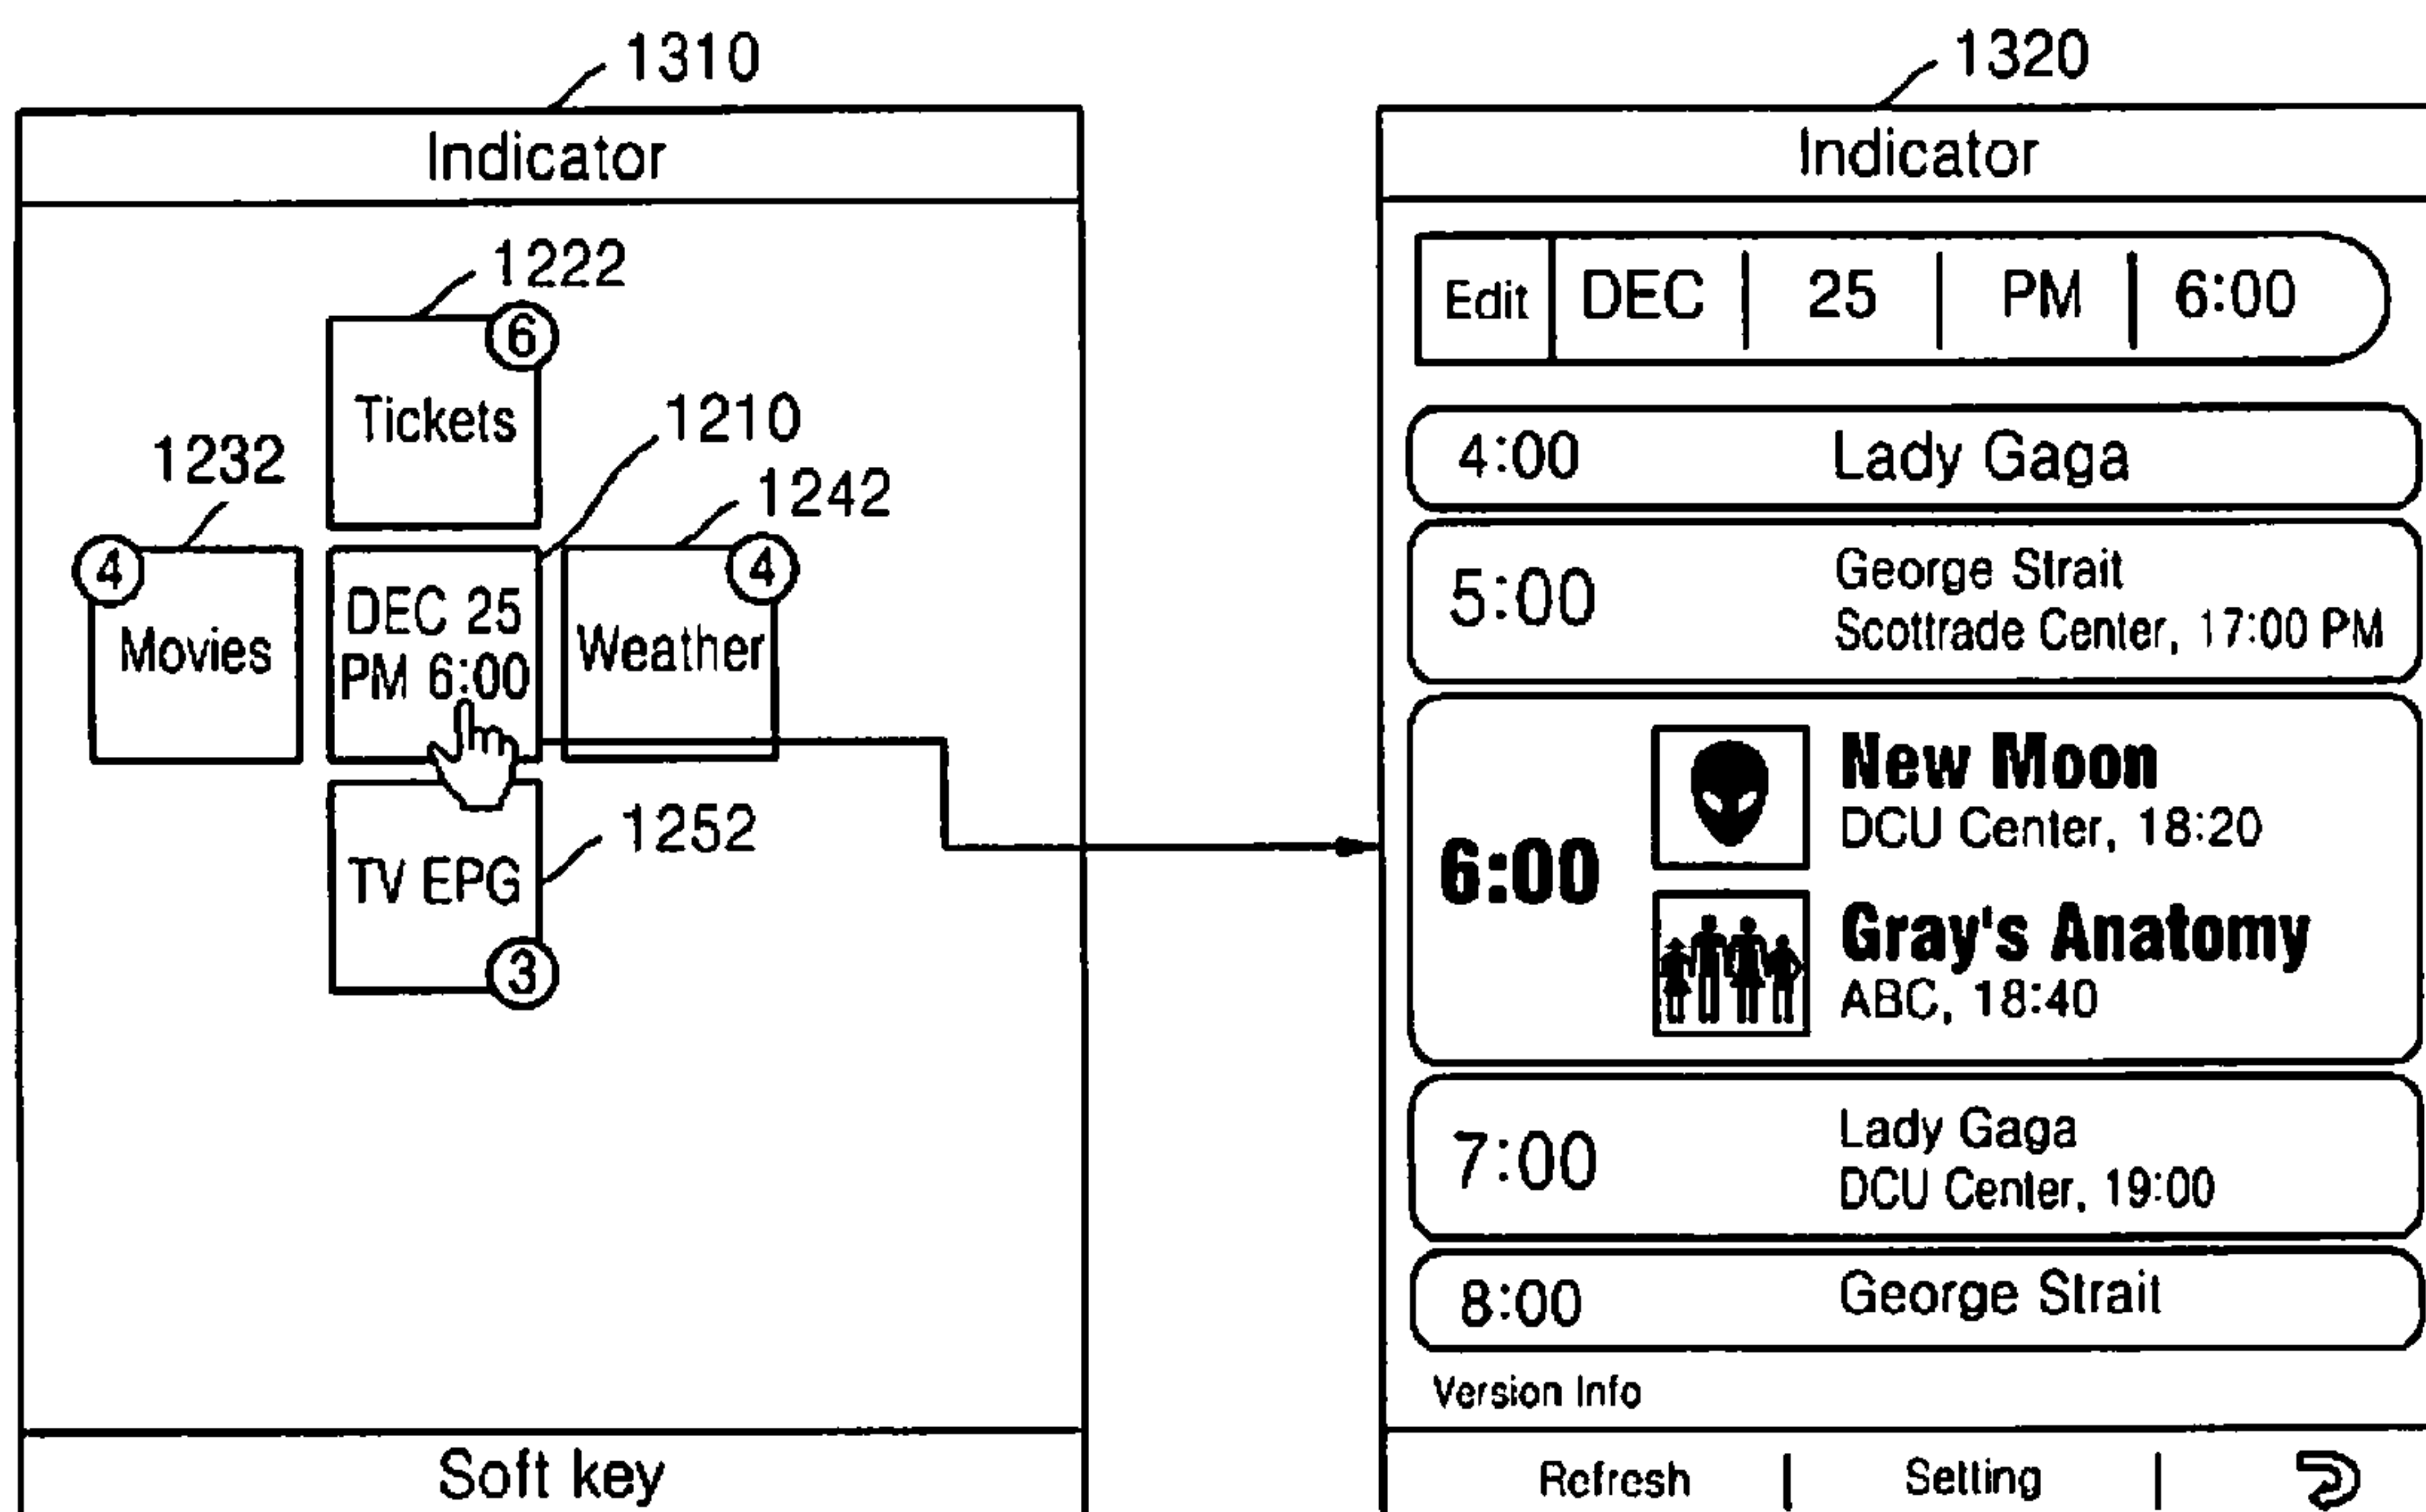 1310
Indicator
1222
6
Tickets
1210
1232
1242
4
Movies
DEC 25
PM 6:00
4
Weather
1252
TV EPG
3
Soft key
1320
Indicator
Edit DEC | 25 | PM | 6:00
4:00 Lady Gaga
5:00 George Strait
Scottrade Center, 17:00 PM
New Moon
DCU Center, 18:20
6:00
Gray's Anatomy
ABC, 18:40
7:00 Lady Gaga
DCU Center, 19:00
8:00 George Strait
Version Info
Refresh | Setting |